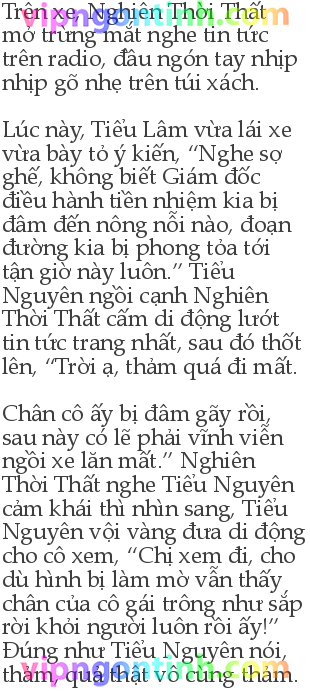 Trên xe, Nghiên Thời Thất
mở trừng mắt nghe tin tức
trên radio, đầu ngón tay nhịp
nhịp gõ nhẹ trên túi xách.
Lúc này, Tiểu Lâm vừa lái xe
vừa bày tỏ ý kiến, “Nghe sợ
ghế, không biết Giám đốc
điều hành tiền nhiệm kia bị
đâm đến nông nỗi nào, đoạn
đường kia bị phong tỏa tới
tận giờ này luôn.” Tiểu
Nguyên ngồi cạnh Nghiên
Thời Thất cầm di động lướt
tin tức trang nhất, sau đó thốt
lên, “Trời ạ, thảm quá đi mất.
Chân cô ấy bị đâm gãy rồi,
sau này có lẽ phải vĩnh viễn
ngồi xe lăn mất.” Nghiên
Thời Thất nghe Tiểu Nguyên
cảm khái thì nhìn sang, Tiểu
Nguyên vội vàng đưa di động
cho cô xem, “Chị xem đi, cho
dù hình bị làm mờ vẫn thấy
chân của cô gái trông như sắp
rời khỏi người luôn rồi ấy!”
Đúng như Tiểu Nguyên nói,
thảm, quả thật vô cùng thảm.
vipngontinh.com
vipngontinh.com